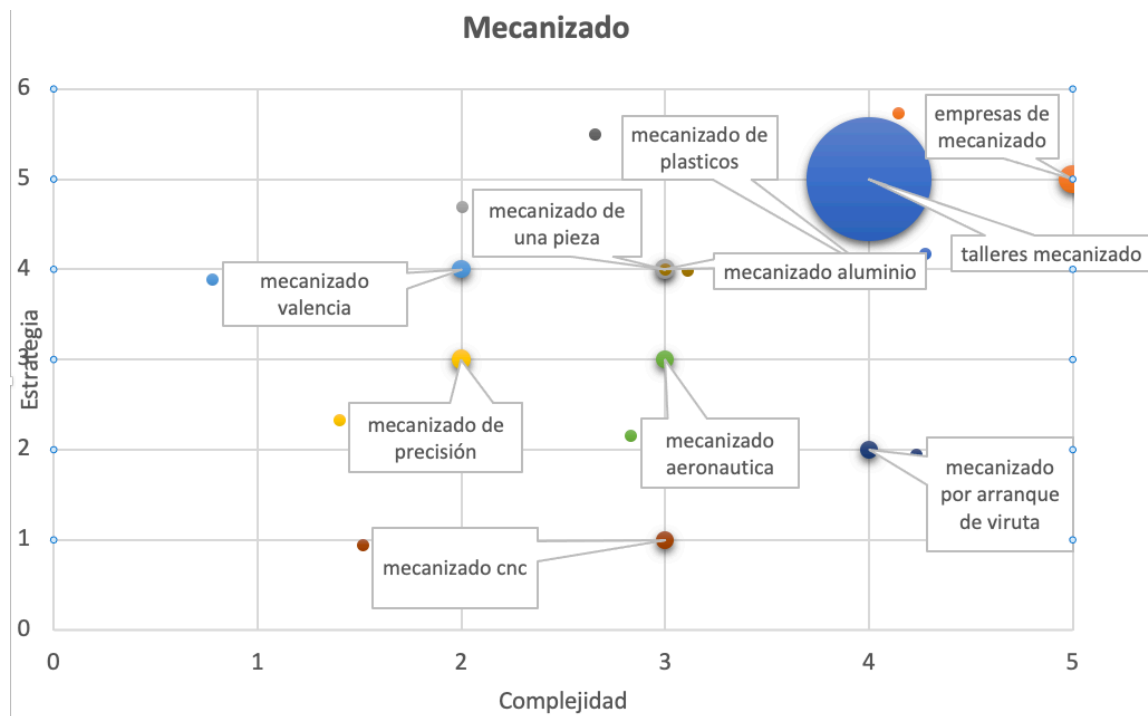 Mecanizado
Estrategia
6
5
4
3
2
1
0
empresas de
mecanizado
mecanizado de
plasticos
mecanizado de
una pieza
talleres mecanizado
mecanizado aluminio
mecanizado
valencia
mecanizado de
precisión
mecanizado
aeronautica
mecanizado
por arranque
de viruta
mecanizado cnc
0 1 2 3 4 5
Complejidad